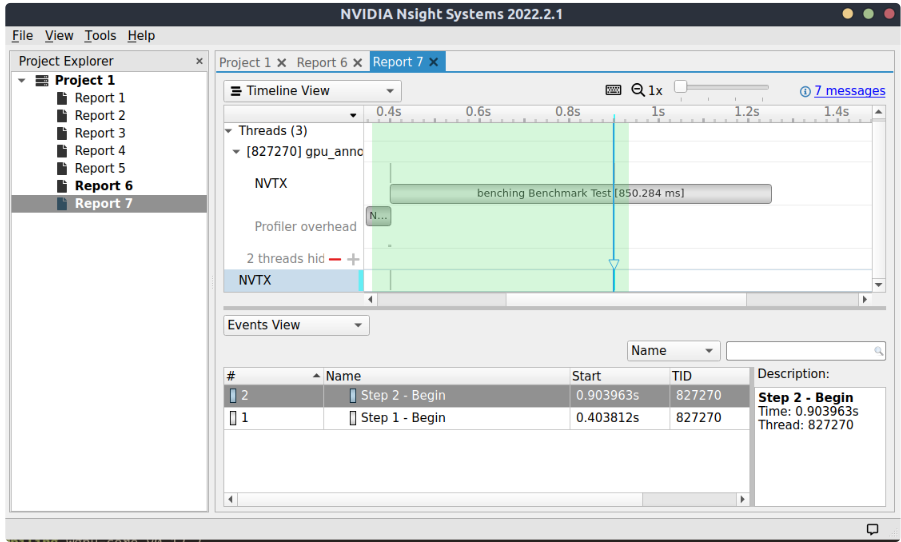 NVIDIA Nsight Systems 2022.2.1
File View Tools Help
Project Explorer ×
Project 1
Report 1
Report 2
Report 3
Report 4
Report 5
Report 6
Report 7
Project 1 Report 6 Report 7
Timeline View 1x 7 messages
0.4s 0.6s 0.8s 1s 1.2s 1.4s
Threads (3)
[827270] gpu_anno
NVTX benching Benchmark Test [850.284 ms]
N...
Profiler overhead
2 threads hid
NVTX
Events View
Name
# Name Start TID
2 Step 2 - Begin 0.903963s 827270
1 Step 1 - Begin 0.403812s 827270
Description:
Step 2 - Begin
Time: 0.903963s
Thread: 827270